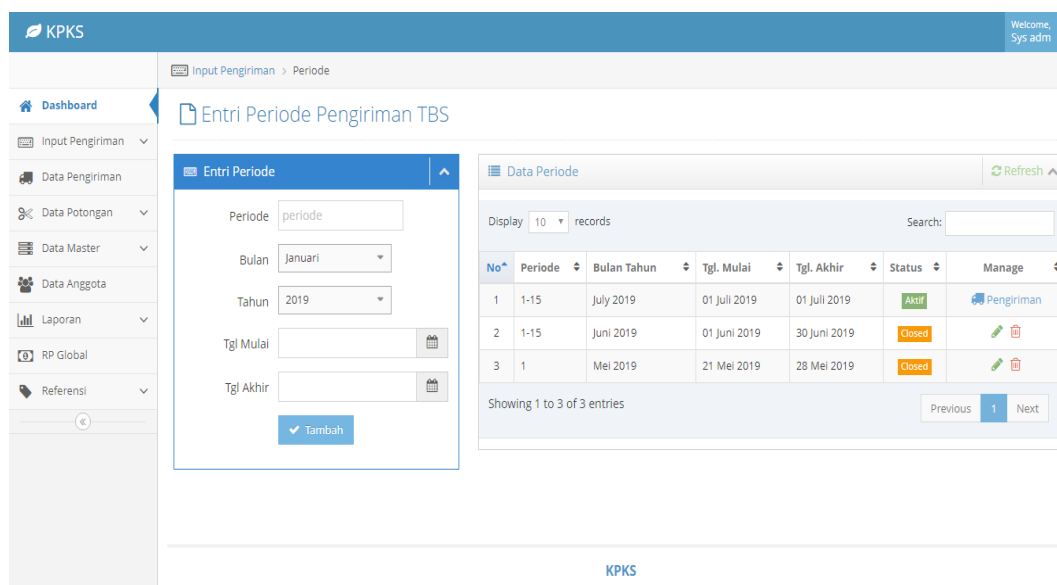 KPKS
Welcome,
Sys adm
Input Pengiriman > Periode
Dashboard
Input Pengiriman
Data Pengiriman
Data Potongan
Data Master
Data Anggota
Laporan
RP Global
Referensi
Entri Periode Pengiriman TBS
Entri Periode
Periode periode
Bulan Januari
Tahun 2019
Tgl Mulai
Tgl Akhir
Tambah
Data Periode Refresh
Display 10 records Search:
No Periode Bulan Tahun Tgl. Mulai Tgl. Akhir Status Manage
1 1-15 July 2019 01 Juli 2019 01 Juli 2019 Aktif Pengiriman
2 1-15 Juni 2019 01 Juni 2019 30 Juni 2019 Closed
3 1 Mei 2019 21 Mei 2019 28 Mei 2019 Closed
Showing 1 to 3 of 3 entries
Previous 1 Next
KPKS